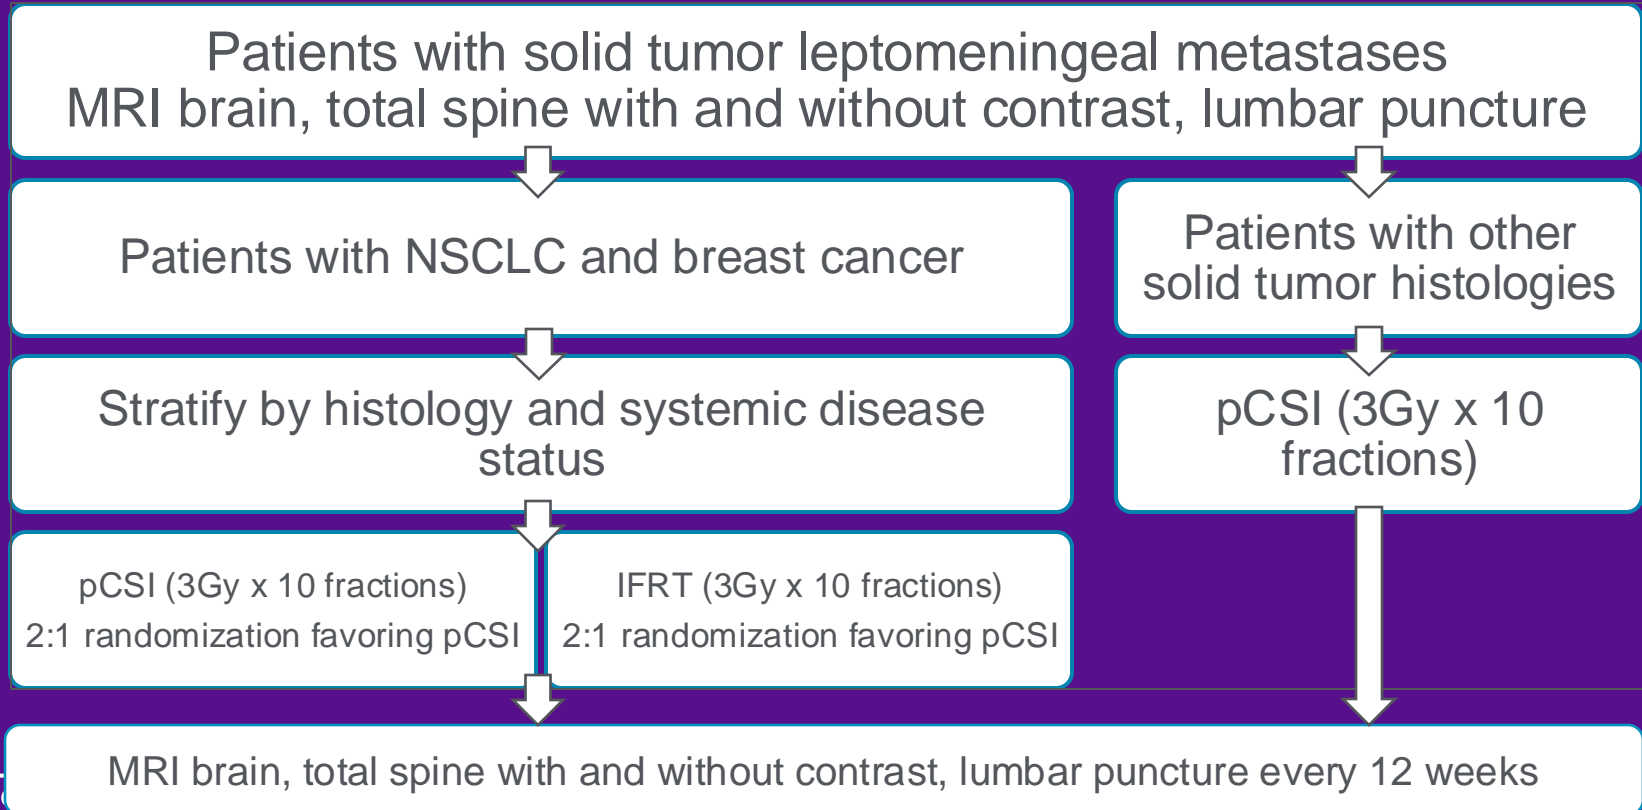 Patients with solid tumor leptomeningeal metastases
MRI brain, total spine with and without contrast, lumbar puncture
Patients with NSCLC and breast cancer
Patients with other
solid tumor histologies
Stratify by histology and systemic disease
status
pCSI (3Gy x 10
fractions)
pCSI (3Gy x 10 fractions)
2:1 randomization favoring pCSI
IFRT (3Gy x 10 fractions)
2:1 randomization favoring pCSI
MRI brain, total spine with and without contrast, lumbar puncture every 12 weeks